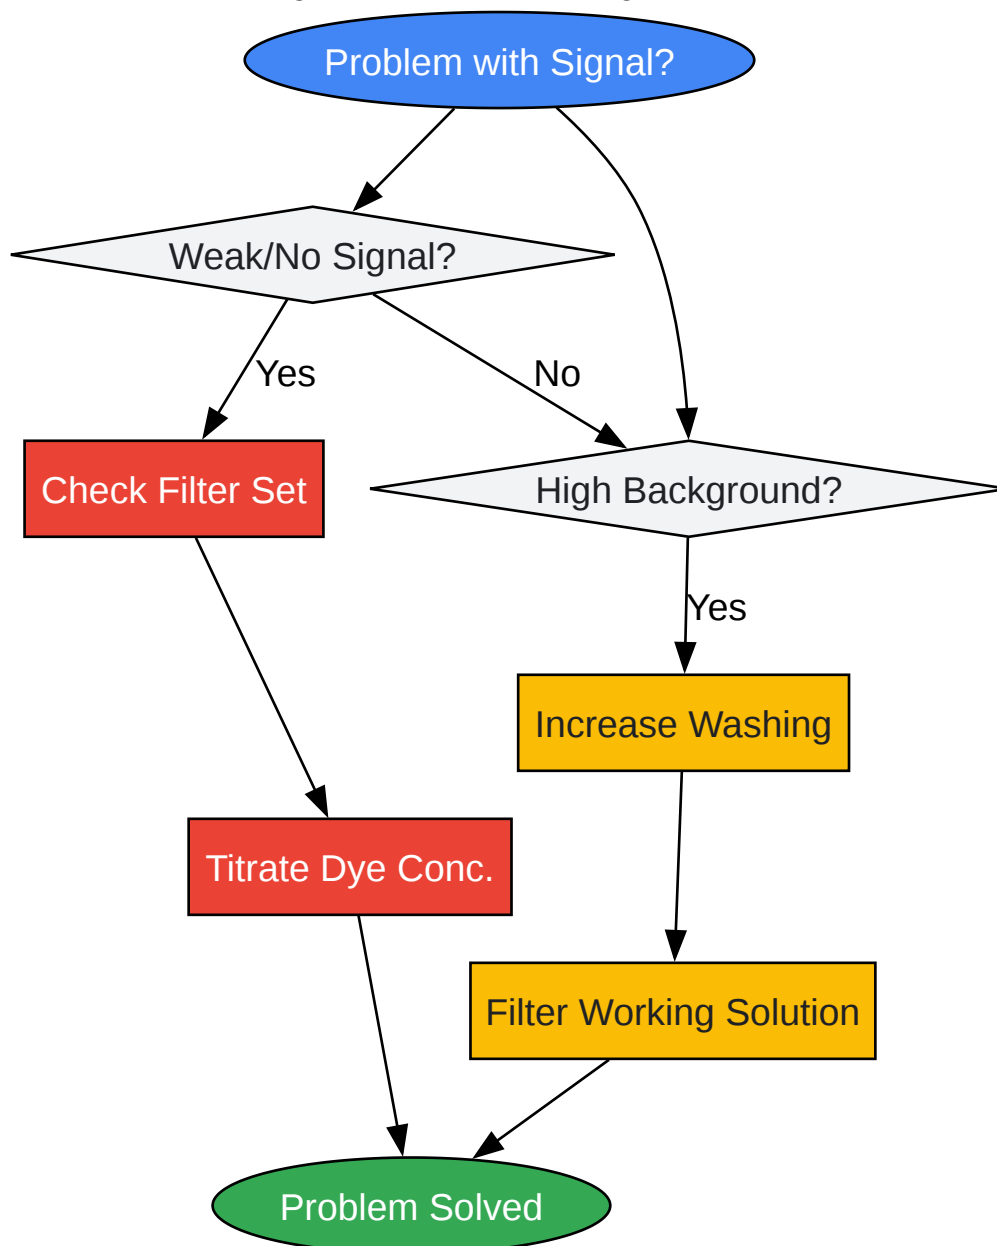 Problem with Signal?
Weak/No Signal?
Yes
No
Check Filter Set
High Background?
Yes
Increase Washing
Titrate Dye Conc.
Filter Working Solution
Problem Solved